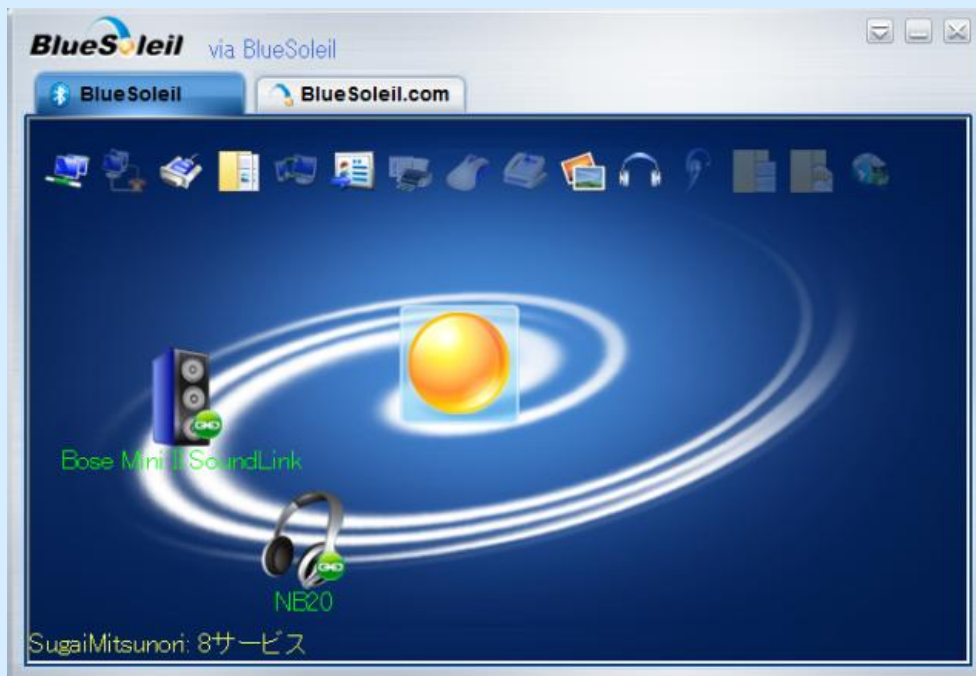 BlueSoleil via BlueSoleil
BlueSoleil
BlueSoleil.com
Bose Mini II SoundLink
NB20
SugaiMitsunori: 8サービス